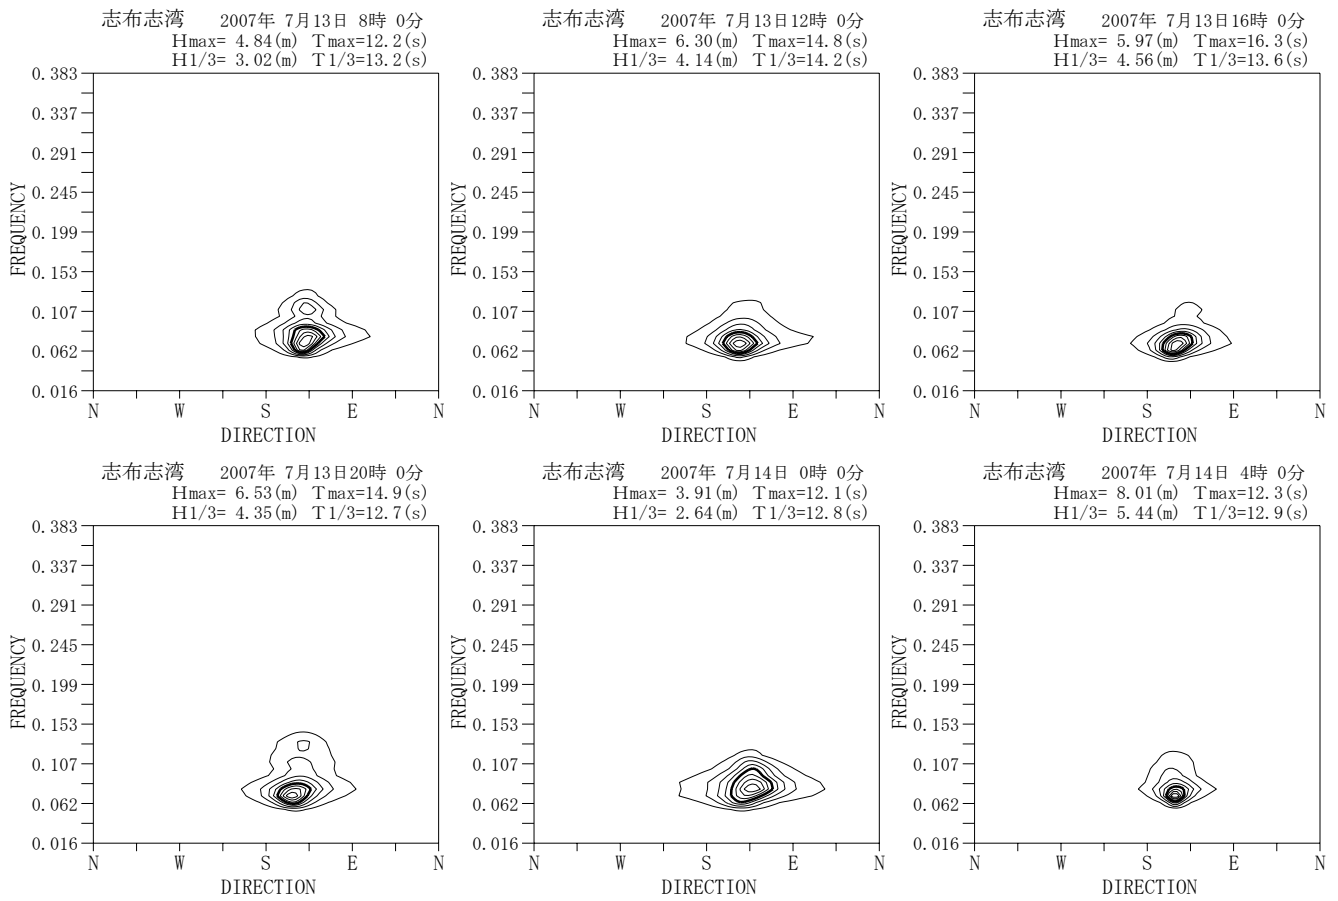 志布志湾 2007年 7月13日 8時 0分
Hmax= 4.84(m) Tmax=12.2(s)
H1/3= 3.02(m) T1/3=13.2(s)
0.383
0.337
0.291
0.245
0.199
0.153
0.107
0.062
0.016
FREQUENCY
N W S E N
DIRECTION
志布志湾 2007年 7月13日12時 0分
Hmax= 6.30(m) Tmax=14.8(s)
H1/3= 4.14(m) T1/3=14.2(s)
0.383
0.337
0.291
0.245
0.199
0.153
0.107
0.062
0.016
FREQUENCY
N W S E N
DIRECTION
志布志湾 2007年 7月13日16時 0分
Hmax= 5.97(m) Tmax=16.3(s)
H1/3= 4.56(m) T1/3=13.6(s)
0.383
0.337
0.291
0.245
0.199
0.153
0.107
0.062
0.016
FREQUENCY
N W S E N
DIRECTION
志布志湾 2007年 7月13日20時 0分
Hmax= 6.53(m) Tmax=14.9(s)
H1/3= 4.35(m) T1/3=12.7(s)
0.383
0.337
0.291
0.245
0.199
0.153
0.107
0.062
0.016
FREQUENCY
N W S E N
DIRECTION
志布志湾 2007年 7月14日 0時 0分
Hmax= 3.91(m) Tmax=12.1(s)
H1/3= 2.64(m) T1/3=12.8(s)
0.383
0.337
0.291
0.245
0.199
0.153
0.107
0.062
0.016
FREQUENCY
N W S E N
DIRECTION
志布志湾 2007年 7月14日 4時 0分
Hmax= 8.01(m) Tmax=12.3(s)
H1/3= 5.44(m) T1/3=12.9(s)
0.383
0.337
0.291
0.245
0.199
0.153
0.107
0.062
0.016
FREQUENCY
N W S E N
DIRECTION